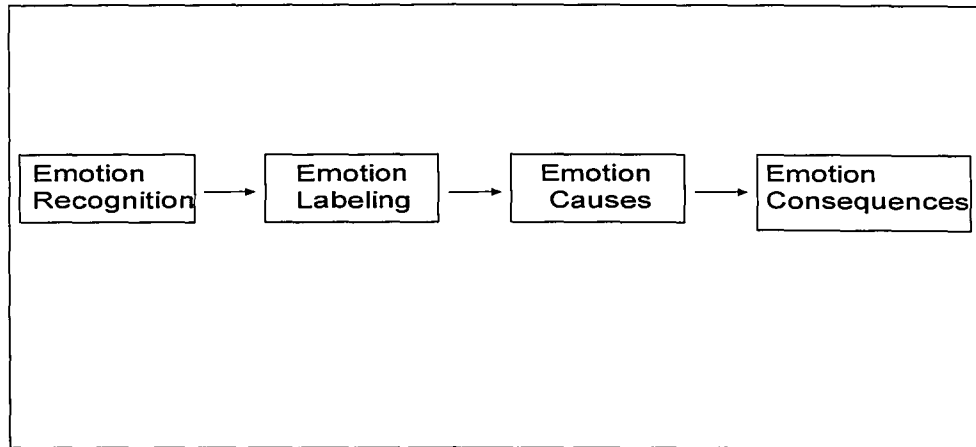 Emotion
Recognition
Emotion
Labeling
Emotion
Causes
Emotion
Consequences